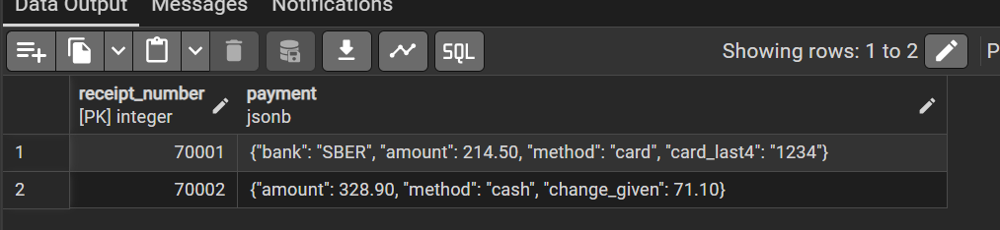 Data Output Messages Notifications
SQL Showing rows: 1 to 2 P
receipt_number payment
[PK] integer jsonb
1 70001 {"bank": "SBER", "amount": 214.50, "method": "card", "card_last4": "1234"}
2 70002 {"amount": 328.90, "method": "cash", "change_given": 71.10}